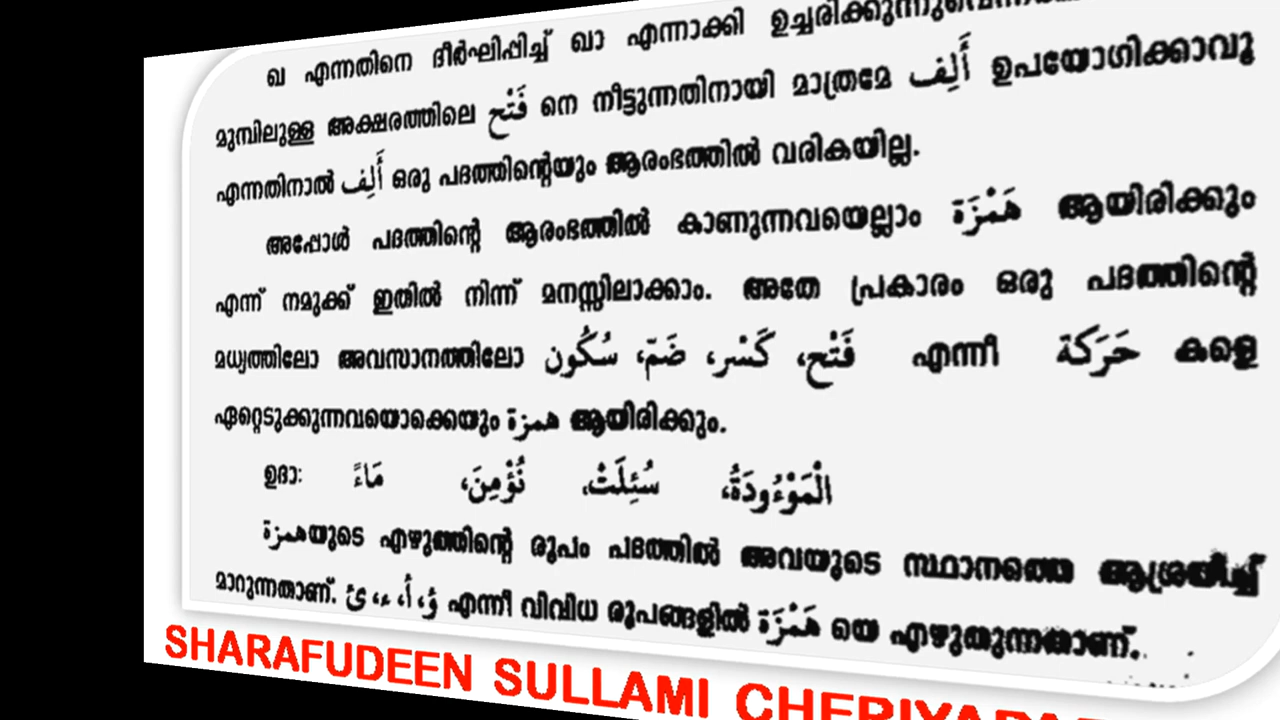 ഖ എന്നതിനെ ദീർഘിപ്പിച്ച് ഖാ എന്നാക്കി
മുമ്പിലുള്ള അക്ഷരത്തിലെ فَتْح നെ നീട്ടുന്നതിനായി മാത്രമേ أَلِف ഉപയോഗിക്കാവൂ
എന്നതിനാൽ أَلِف ഒരു പദത്തിന്റെയും ആരംഭത്തിൽ വരികയില്ല.
അപ്പോൾ പദത്തിന്റെ ആരംഭത്തിൽ കാണുന്നവയെല്ലാം هَمْزَة ആയിരിക്കും
എന്ന് നമുക്ക് ഇതിൽ നിന്ന് മനസ്സിലാക്കാം. അതേ പ്രകാരം ഒരു പദത്തിന്റെ
മധ്യത്തിലോ അവസാനത്തിലോ فَتْح، كَسْر، ضَمّ، سُكُون എന്നീ حَرَكَة കളെ
ഏറ്റെടുക്കുന്നവയൊക്കെയും همزة ആയിരിക്കും.
ഉദാ: مَاءً نُؤْمِنَ، سُئِلَتْ، الْمَوْءُودَةُ،
همزةയുടെ എഴുത്തിന്റെ രൂപം പദത്തിൽ അവയുടെ സ്ഥാനത്തെ ആശ്രയിച്ച്
മാറുന്നതാണ്. ؤ، أ، ء، ئ എന്നീ വിവിധ രൂപങ്ങളിൽ هَمْزَة യെ എഴുതുന്നതാണ്.
SHARAFUDEEN SULLAMI